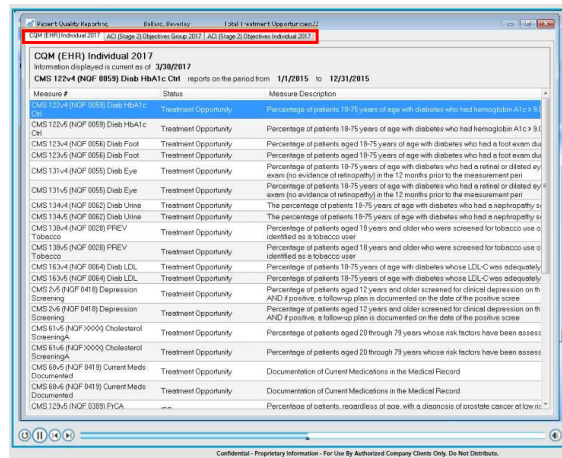 Patient Quality Reporting Ballard, Beverley Total Treatment Opportunities:22
CQM (EHR) Individual 2017 ACI (Stage 2) Objectives Group 2017 ACI (Stage 2) Objectives Individual 2017
CQM (EHR) Individual 2017
Information displayed is current as of 3/30/2017
CMS 122v4 (NQF 0059) Diab HbA1c Ctrl reports on the period from 1/1/2015 to 12/31/2015
Measure # Status Measure Description
CMS 122v4 (NQF 0059) Diab HbA1c Treatment Opportunity Percentage of patients 18-75 years of age with diabetes who had hemoglobin A1c > 9.0
Ctrl
CMS 122v5 (NQF 0059) Diab HbA1c Treatment Opportunity Percentage of patients 18-75 years of age with diabetes who had hemoglobin A1c > 9.0
Ctrl
CMS 123v4 (NQF 0056) Diab Foot Treatment Opportunity Percentage of patients aged 18-75 years of age with diabetes who had a foot exam du
CMS 123v5 (NQF 0056) Diab Foot Treatment Opportunity Percentage of patients aged 18-75 years of age with diabetes who had a foot exam du
CMS 131v4 (NQF 0055) Diab Eye Treatment Opportunity Percentage of patients 18-75 years of age with diabetes who had a retinal or dilated ey
exam (no evidence of retinopathy) in the 12 months prior to the measurement peri
CMS 131v5 (NQF 0055) Diab Eye Treatment Opportunity Percentage of patients 18-75 years of age with diabetes who had a retinal or dilated ey
exam (no evidence of retinopathy) in the 12 months prior to the measurement peri
CMS 134v4 (NQF 0062) Diab Urine Treatment Opportunity The percentage of patients 18-75 years of age with diabetes who had a nephropathy s
CMS 134v5 (NQF 0062) Diab Urine Treatment Opportunity The percentage of patients 18-75 years of age with diabetes who had a nephropathy s
CMS 138v4 (NQF 0028) PREV Treatment Opportunity Percentage of patients aged 18 years and older who were screened for tobacco use o
Tobacco identified as a tobacco user
CMS 138v5 (NQF 0028) PREV Treatment Opportunity Percentage of patients aged 18 years and older who were screened for tobacco use o
Tobacco identified as a tobacco user
CMS 163v4 (NQF 0064) Diab LDL Treatment Opportunity Percentage of patients 18-75 years of age with diabetes whose LDL-C was adequately
CMS 163v5 (NQF 0064) Diab LDL Treatment Opportunity Percentage of patients 18-75 years of age with diabetes whose LDL-C was adequately
CMS 2v5 (NQF 0418) Depression Treatment Opportunity Percentage of patients aged 12 years and older screened for clinical depression on th
Screening AND if positive, a follow-up plan is documented on the date of the positive scree
CMS 2v6 (NQF 0418) Depression Treatment Opportunity Percentage of patients aged 12 years and older screened for clinical depression on th
Screening AND if positive, a follow-up plan is documented on the date of the positive scree
CMS 61v5 (NQF XXXX) Cholesterol Treatment Opportunity Percentage of patients aged 20 through 79 years whose risk factors have been assess
ScreeningA
CMS 61v6 (NQF XXXX) Cholesterol Treatment Opportunity Percentage of patients aged 20 through 79 years whose risk factors have been assess
ScreeningA
CMS 68v5 (NQF 0419) Current Meds Treatment Opportunity Documentation of Current Medications in the Medical Record
Documented
CMS 68v6 (NQF 0419) Current Meds Treatment Opportunity Documentation of Current Medications in the Medical Record
Documented
CMS 129v5 (NQF 0389) PrCA Percentage of patients, regardless of age, with a diagnosis of prostate cancer at low ris
Confidential - Proprietary Information - For Use By Authorized Company Clients Only. Do Not Distribute.